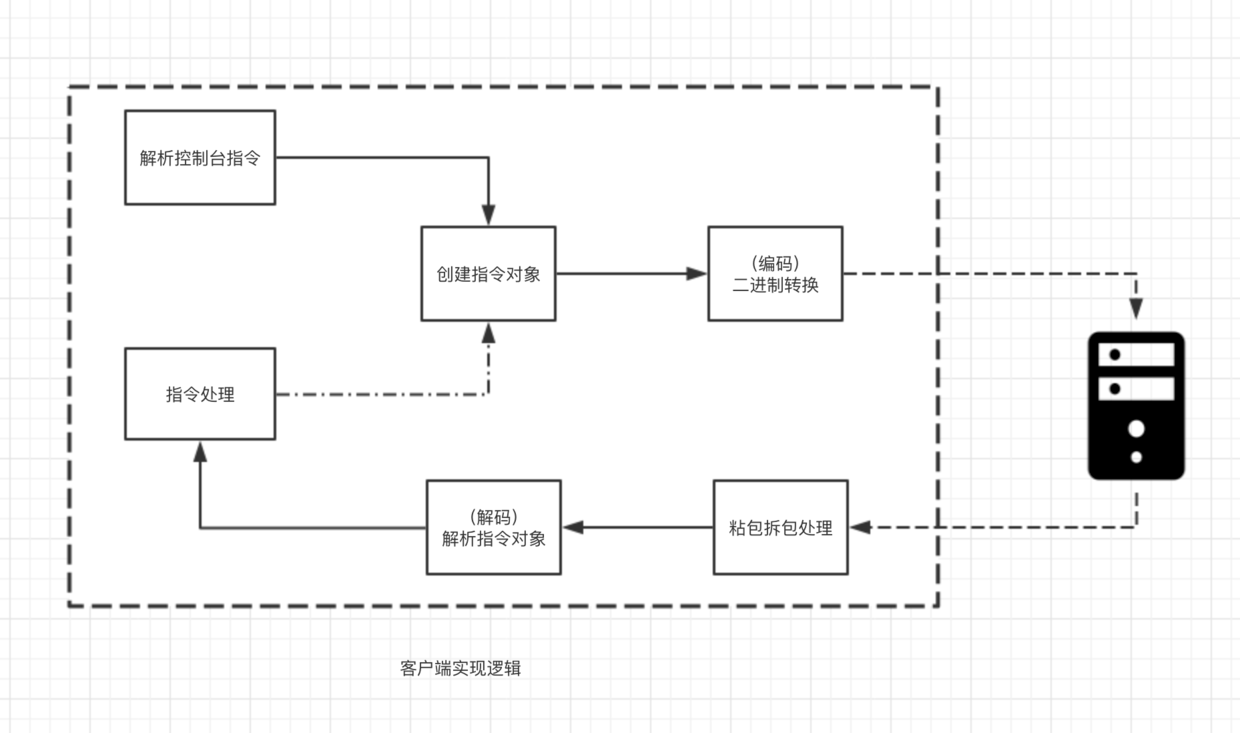 解析控制台指令
创建指令对象
（编码）
二进制转换
指令处理
（解码）
解析指令对象
粘包拆包处理
客户端实现逻辑